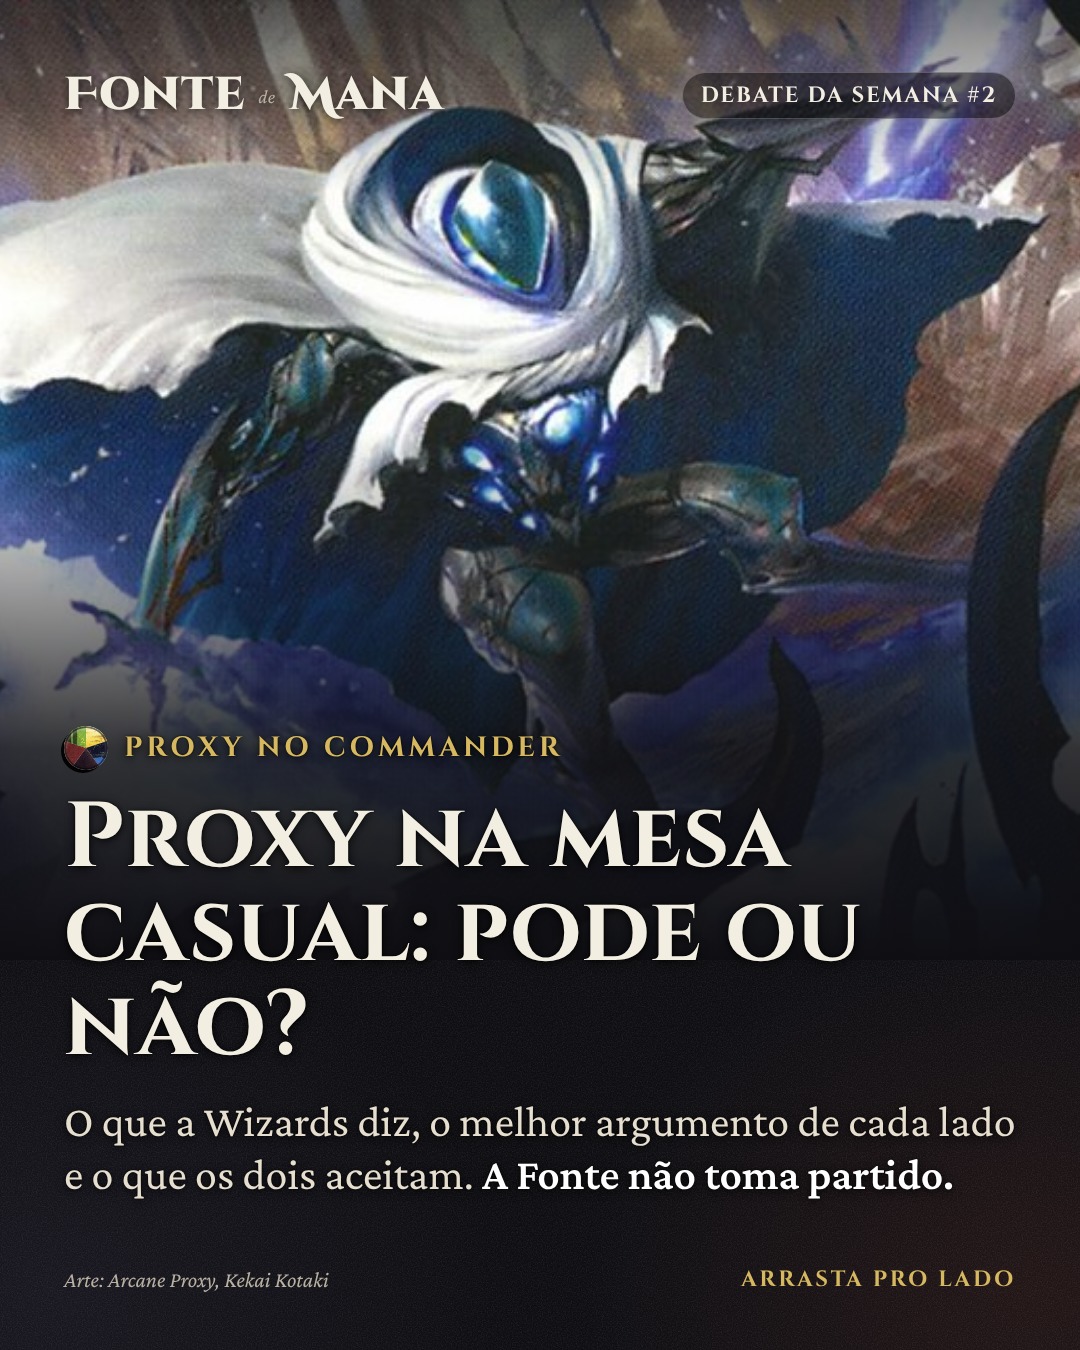 Fonte de Mana
DEBATE DA SEMANA #2
PROXY NO COMMANDER
Proxy na mesa
casual: pode ou
não?
O que a Wizards diz, o melhor argumento de cada lado
e o que os dois aceitam. A Fonte não toma partido.
Arte: Arcane Proxy, Kekai Kotaki
ARRASTA PRO LADO